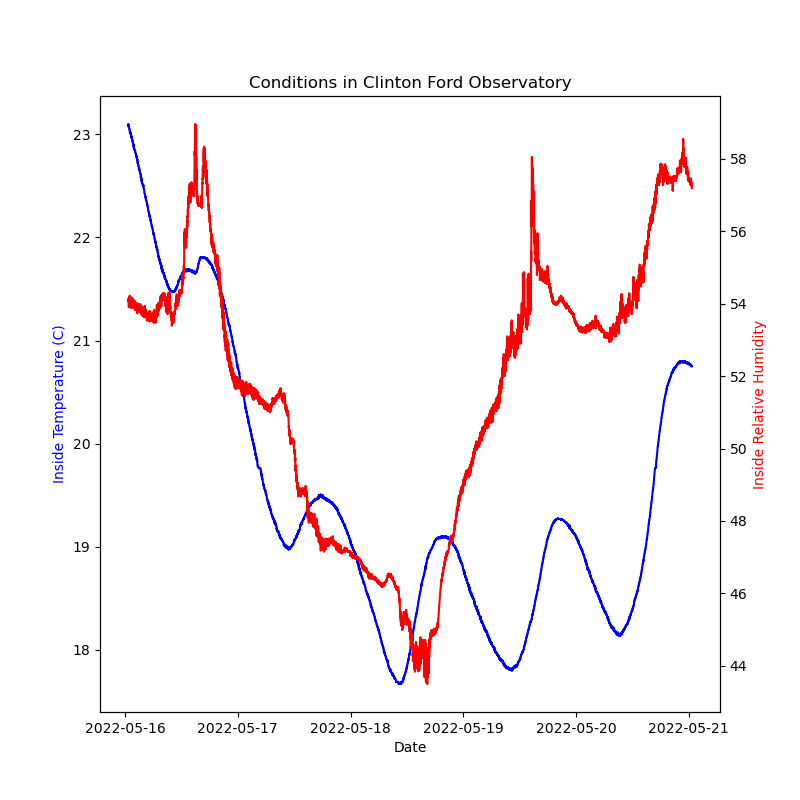 Conditions in Clinton Ford Observatory
23
22
21
20
19
18
Inside Temperature (C)
58
56
54
52
50
48
46
44
Inside Relative Humidity
2022-05-16 2022-05-17 2022-05-18 2022-05-19 2022-05-20 2022-05-21
Date